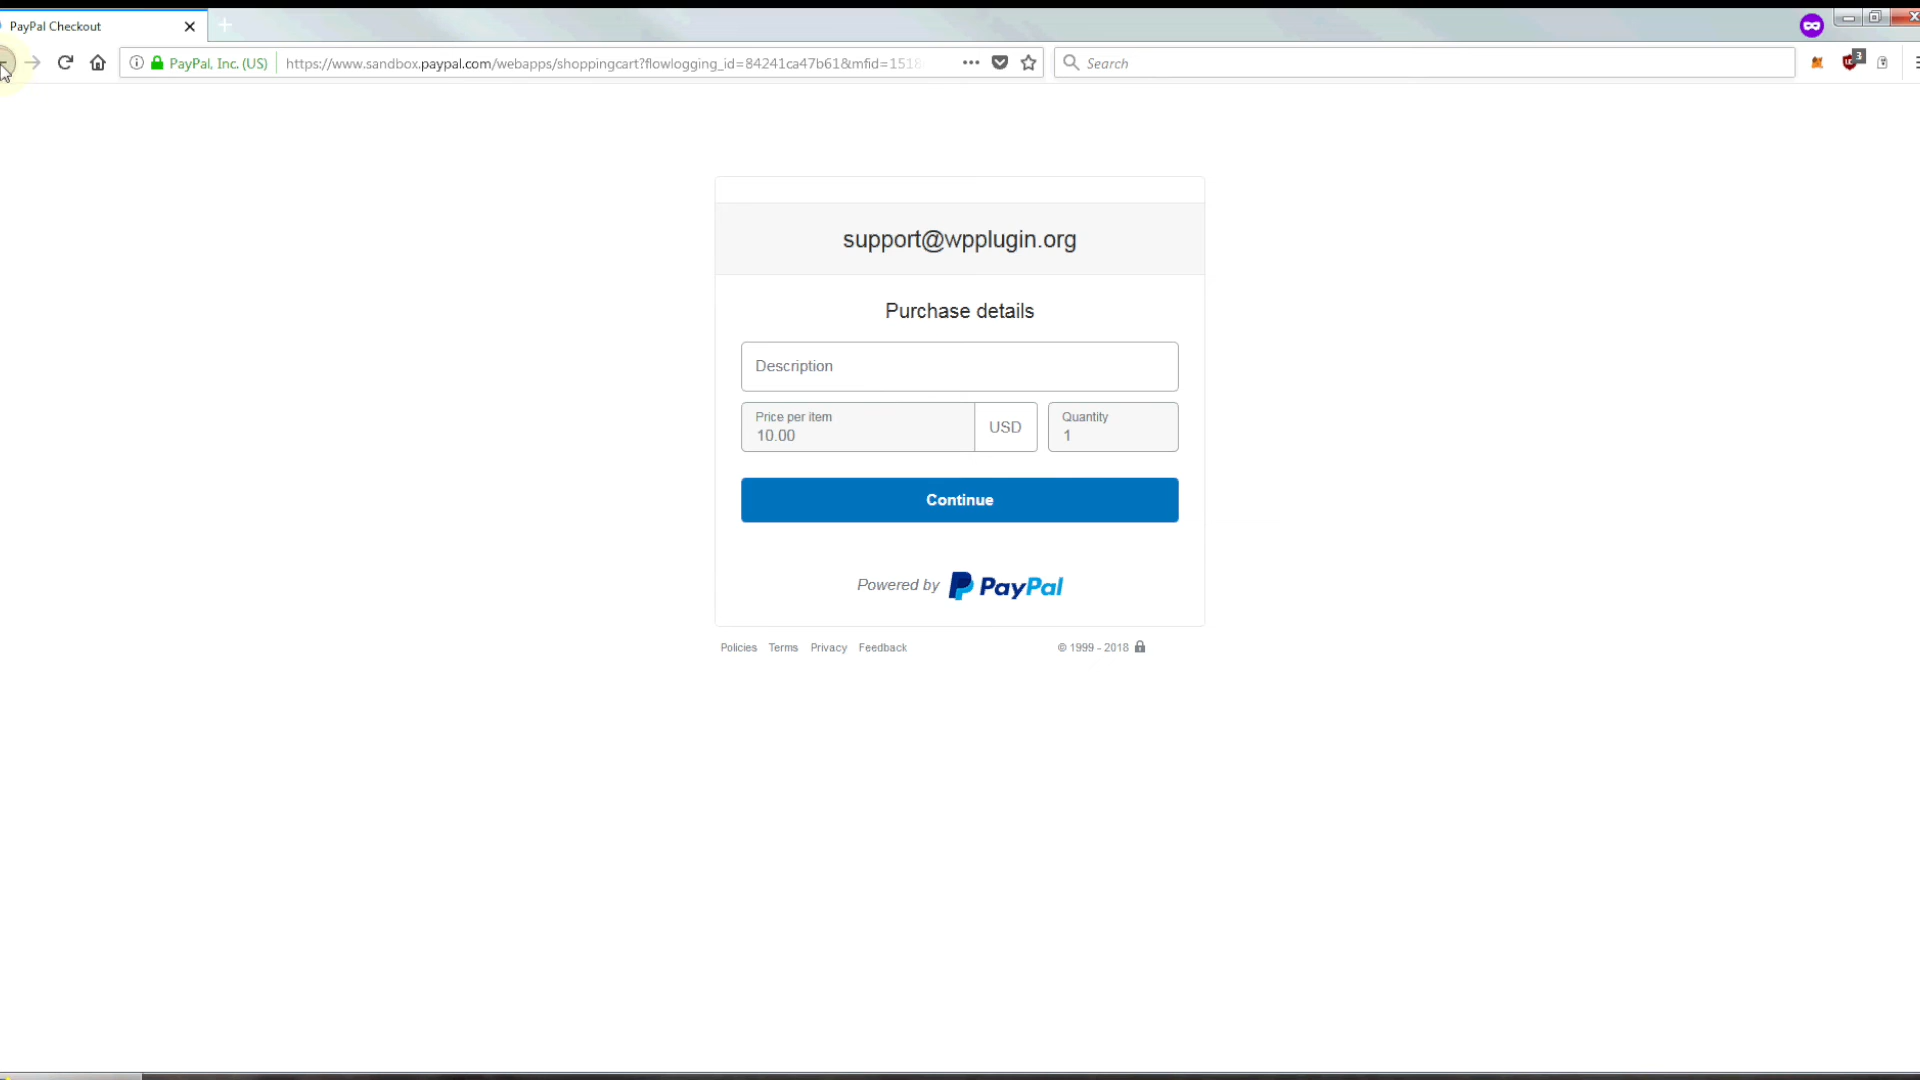 PayPal Checkout
PayPal, Inc. (US) https://www.sandbox.paypal.com/webapps/shoppingcart?flowlogging_id=84241ca47b61&mfid=1518 Search 3
support@wpplugin.org
Purchase details
Description
Price per item
10.00
USD
Quantity
1
Continue
Powered by PayPal
Policies Terms Privacy Feedback © 1999 - 2018